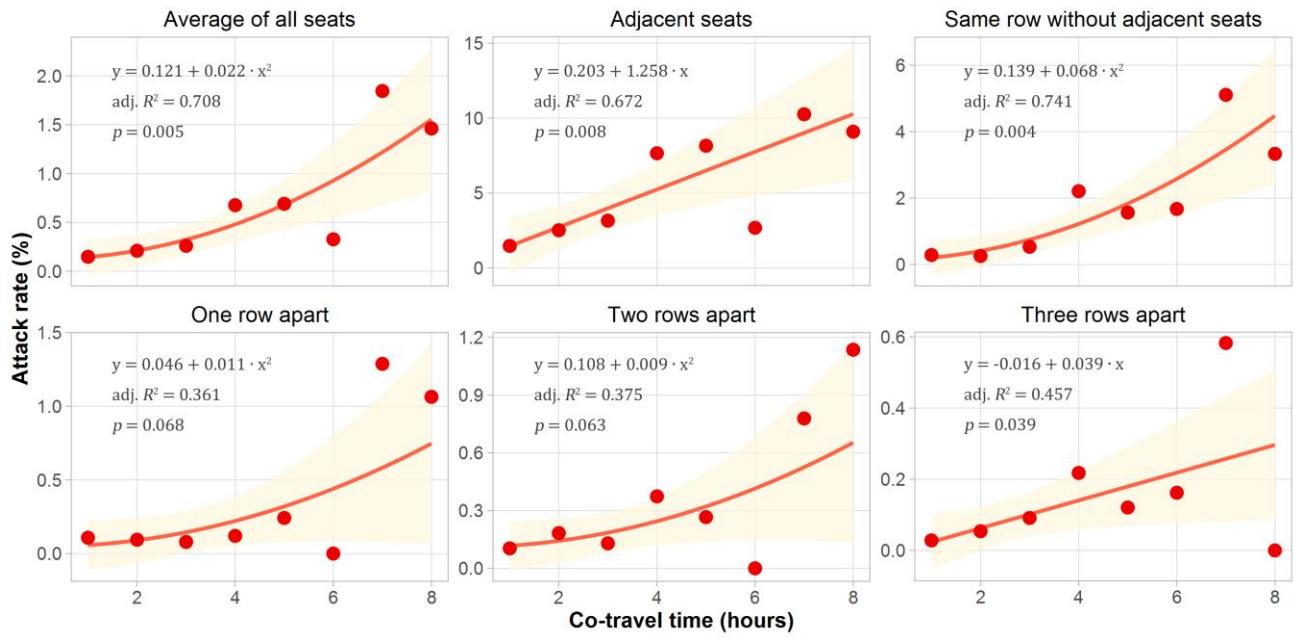 Average of all seats
y = 0.121 + 0.022 · x²
adj. R² = 0.708
p = 0.005
2.0
1.5
1.0
0.5
0.0
Adjacent seats
y = 0.203 + 1.258 · x
adj. R² = 0.672
p = 0.008
15
10
5
0
Same row without adjacent seats
y = 0.139 + 0.068 · x²
adj. R² = 0.741
p = 0.004
6
4
2
0
Attack rate (%)
One row apart
y = 0.046 + 0.011 · x²
adj. R² = 0.361
p = 0.068
1.5
1.0
0.5
0.0
2 4 6 8
Two rows apart
y = 0.108 + 0.009 · x²
adj. R² = 0.375
p = 0.063
1.2
0.9
0.6
0.3
0.0
2 4 6 8
Three rows apart
y = -0.016 + 0.039 · x
adj. R² = 0.457
p = 0.039
0.6
0.4
0.2
0.0
2 4 6 8
Co-travel time (hours)